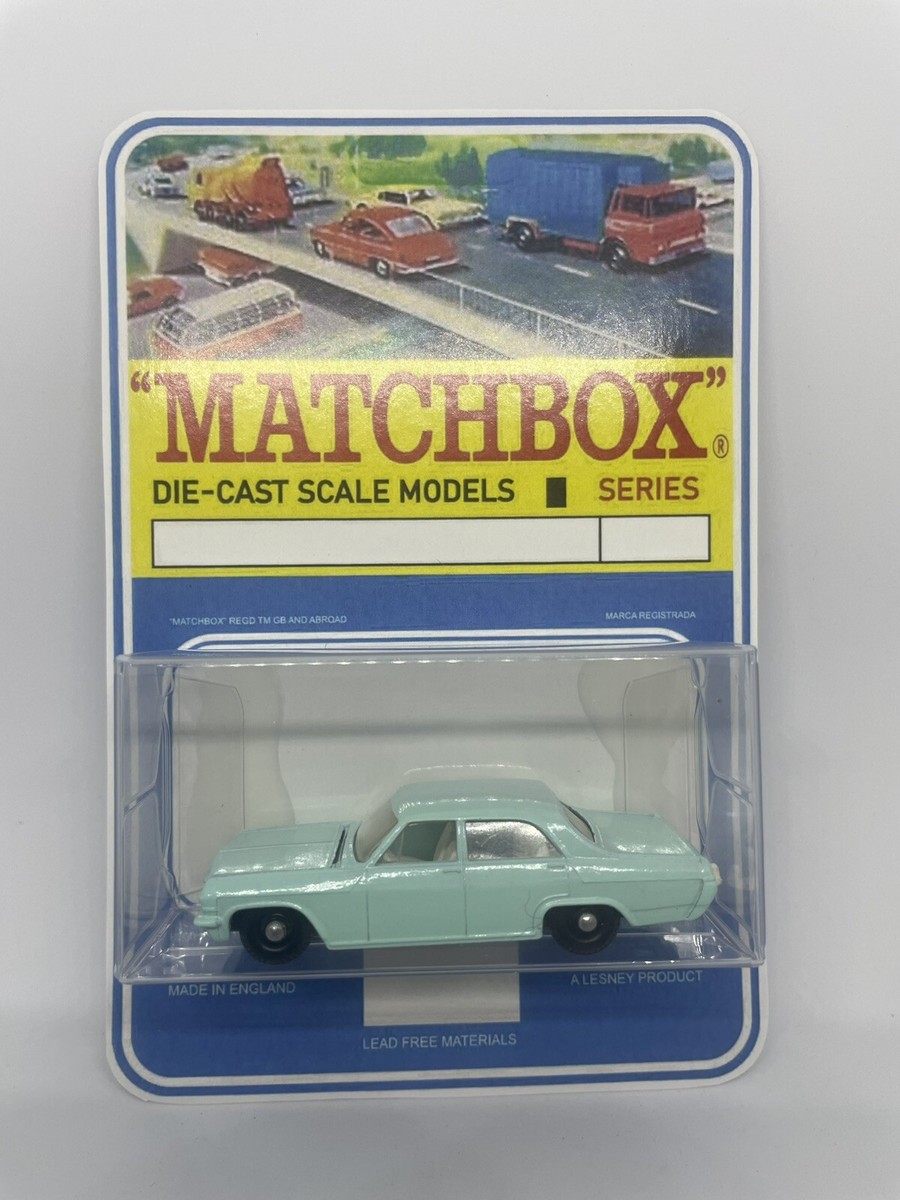 "MATCHBOX"®
DIE-CAST SCALE MODELS ■ SERIES
"MATCHBOX" REGD TM GB AND ABROAD
MARCA REGISTRADA
MADE IN ENGLAND
A LESNEY PRODUCT
LEAD FREE MATERIALS